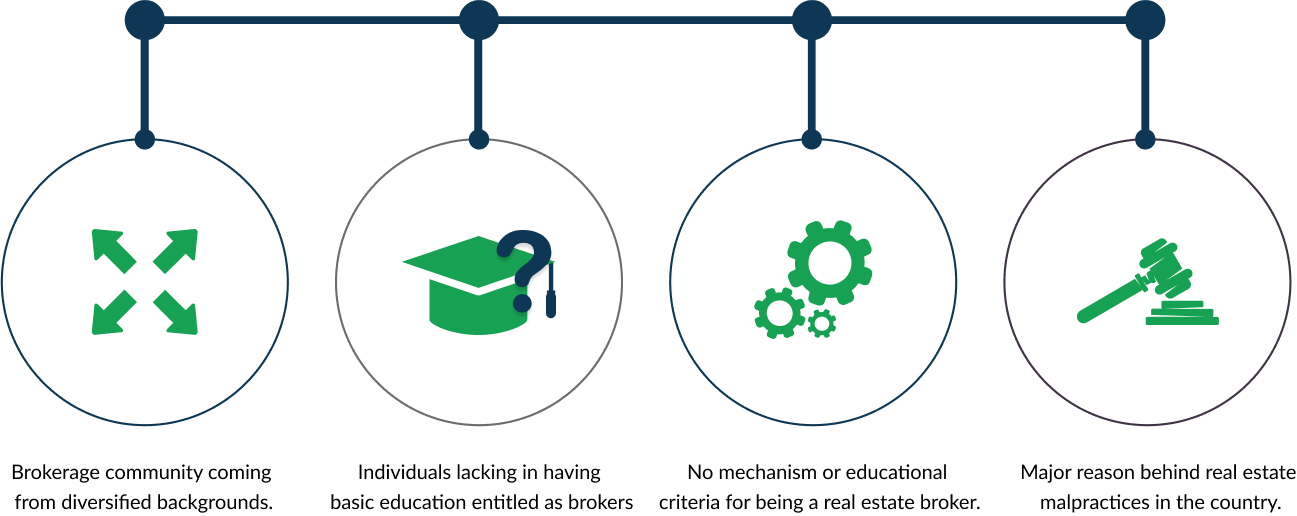 Brokerage community coming
from diversified backgrounds.
Individuals lacking in having
basic education entitled as brokers
No mechanism or educational
criteria for being a real estate broker.
Major reason behind real estate
malpractices in the country.